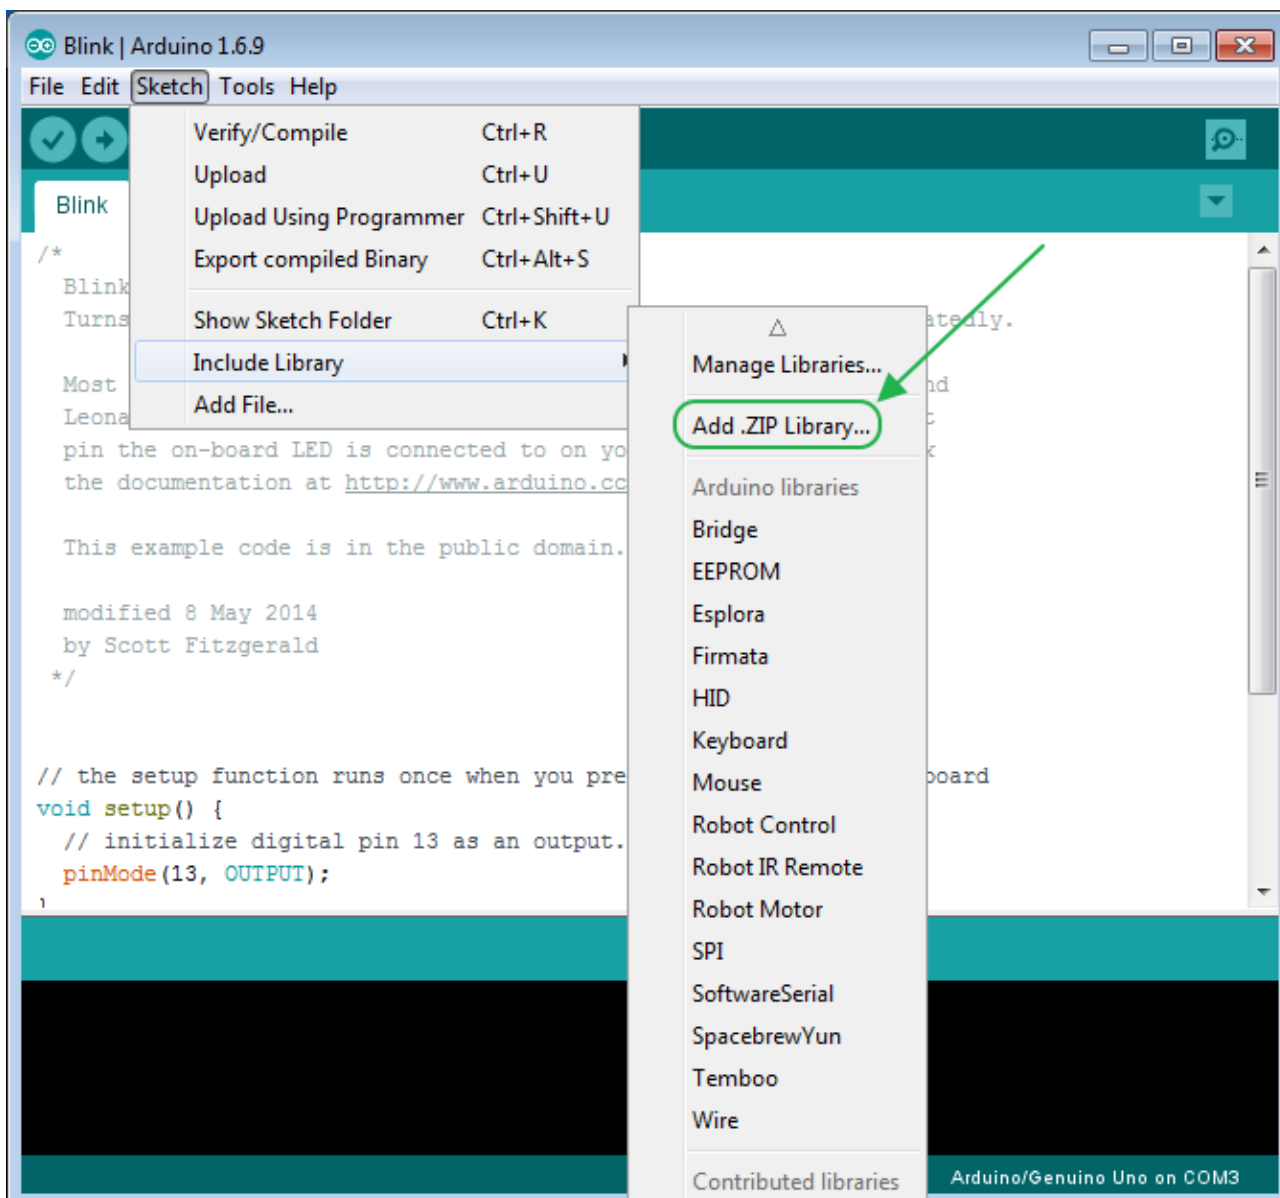 Blink | Arduino 1.6.9
File Edit Sketch Tools Help
Verify/Compile Ctrl+R
Upload Ctrl+U
Upload Using Programmer Ctrl+Shift+U
Export compiled Binary Ctrl+Alt+S
Show Sketch Folder Ctrl+K
Include Library
Add File...
Manage Libraries...
Add .ZIP Library...
Arduino libraries
Bridge
EEPROM
Esplora
Firmata
HID
Keyboard
Mouse
Robot Control
Robot IR Remote
Robot Motor
SPI
SoftwareSerial
SpacebrewYun
Temboo
Wire
Contributed libraries
Blink
/*
Blink
Turns atedly.
Most nd
Leona
pin the on-board LED is connected to on yo
the documentation at http://www.arduino.cc
This example code is in the public domain.
modified 8 May 2014
by Scott Fitzgerald
*/
// the setup function runs once when you pre board
void setup() {
// initialize digital pin 13 as an output.
pinMode(13, OUTPUT);
Arduino/Genuino Uno on COM3